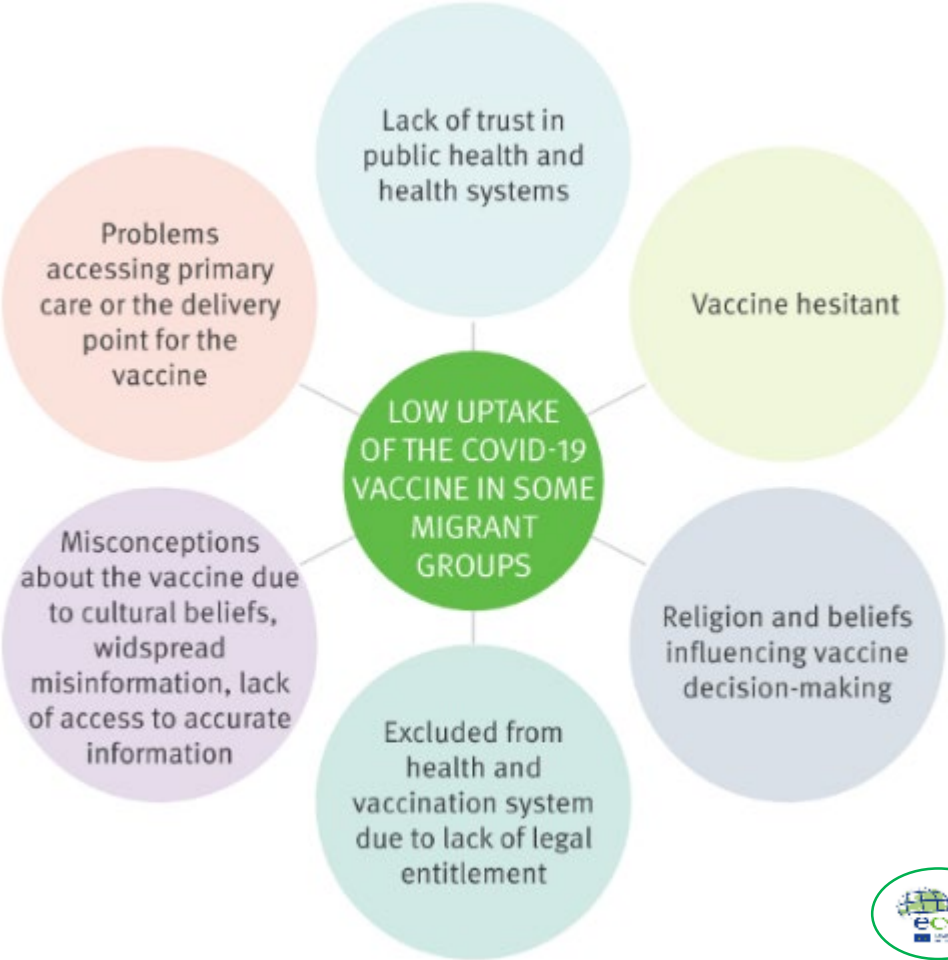 Lack of trust in
public health and
health systems
Vaccine hesitant
Religion and beliefs
influencing vaccine
decision-making
Excluded from
health and
vaccination system
due to lack of legal
entitlement
Misconceptions
about the vaccine due
to cultural beliefs,
widspread
misinformation, lack
of access to accurate
information
Problems
accessing primary
care or the delivery
point for the
vaccine
LOW UPTAKE
OF THE COVID-19
VACCINE IN SOME
MIGRANT
GROUPS